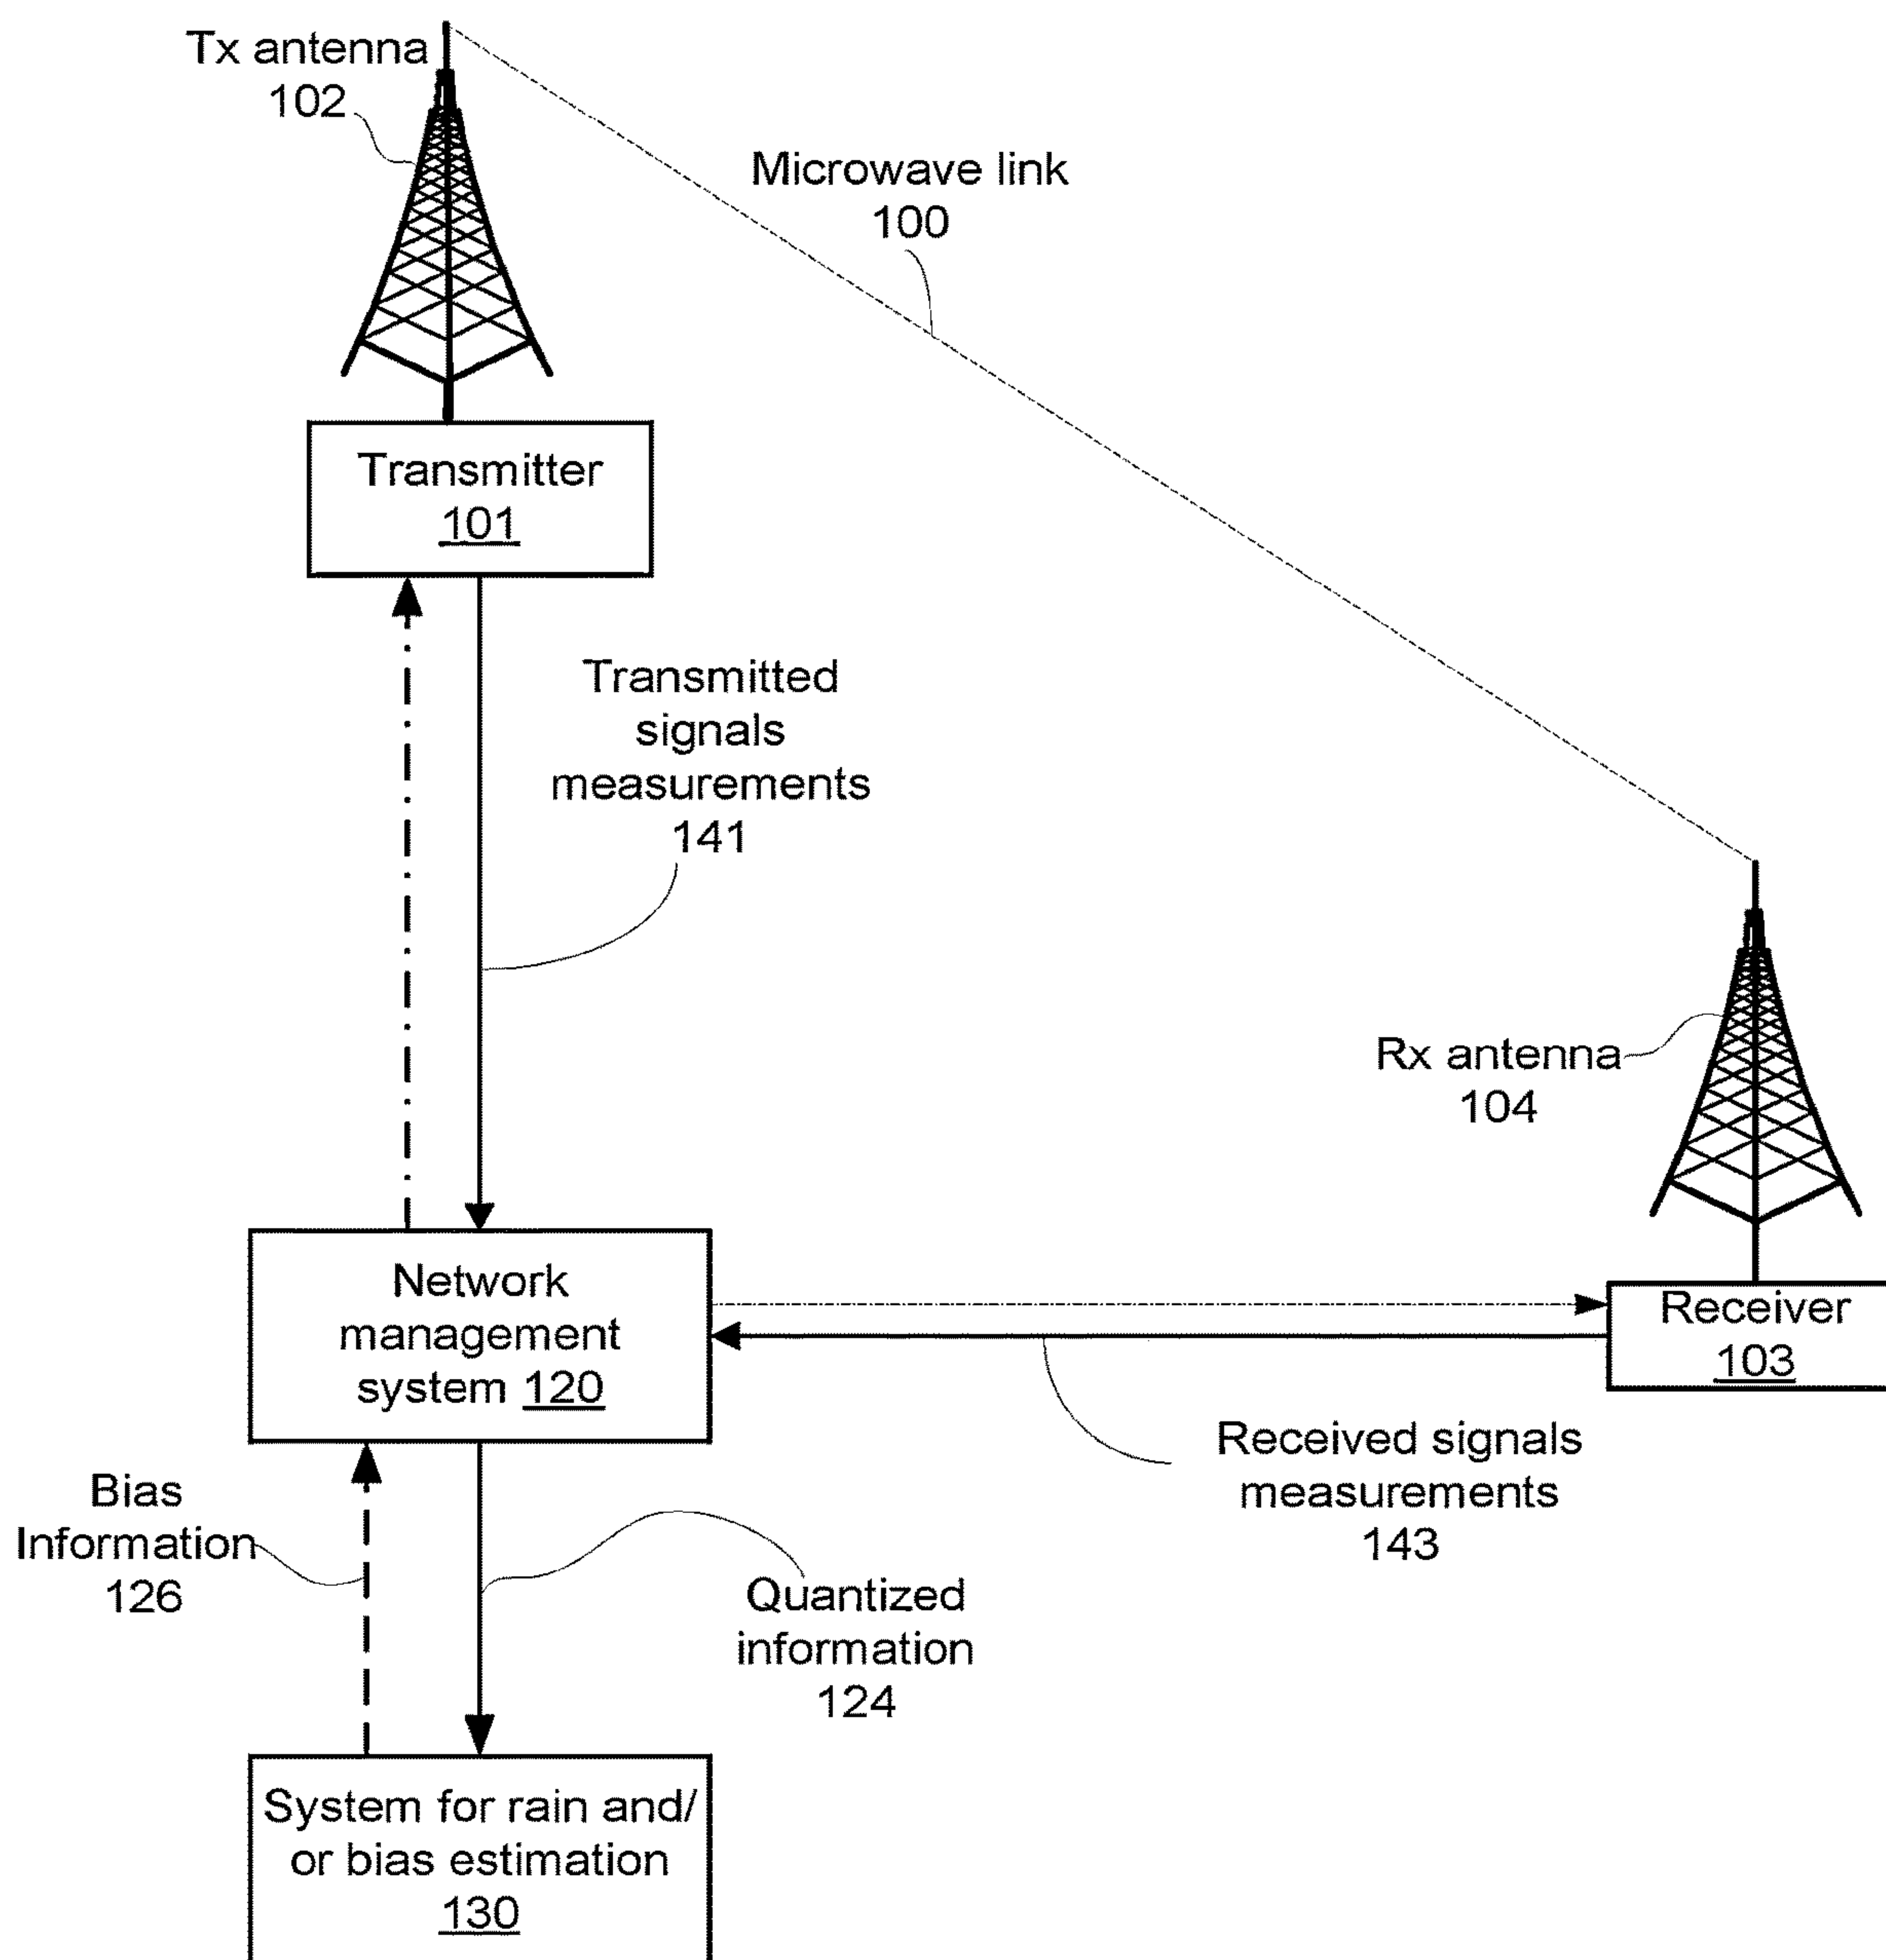 Tx antenna
102
Microwave link
100
Transmitter
101
Transmitted
signals
measurements
141
Rx antenna
104
Network
management
system 120
Receiver
103
Received signals
measurements
143
Bias
Information
126
Quantized
information
124
System for rain and/
or bias estimation
130